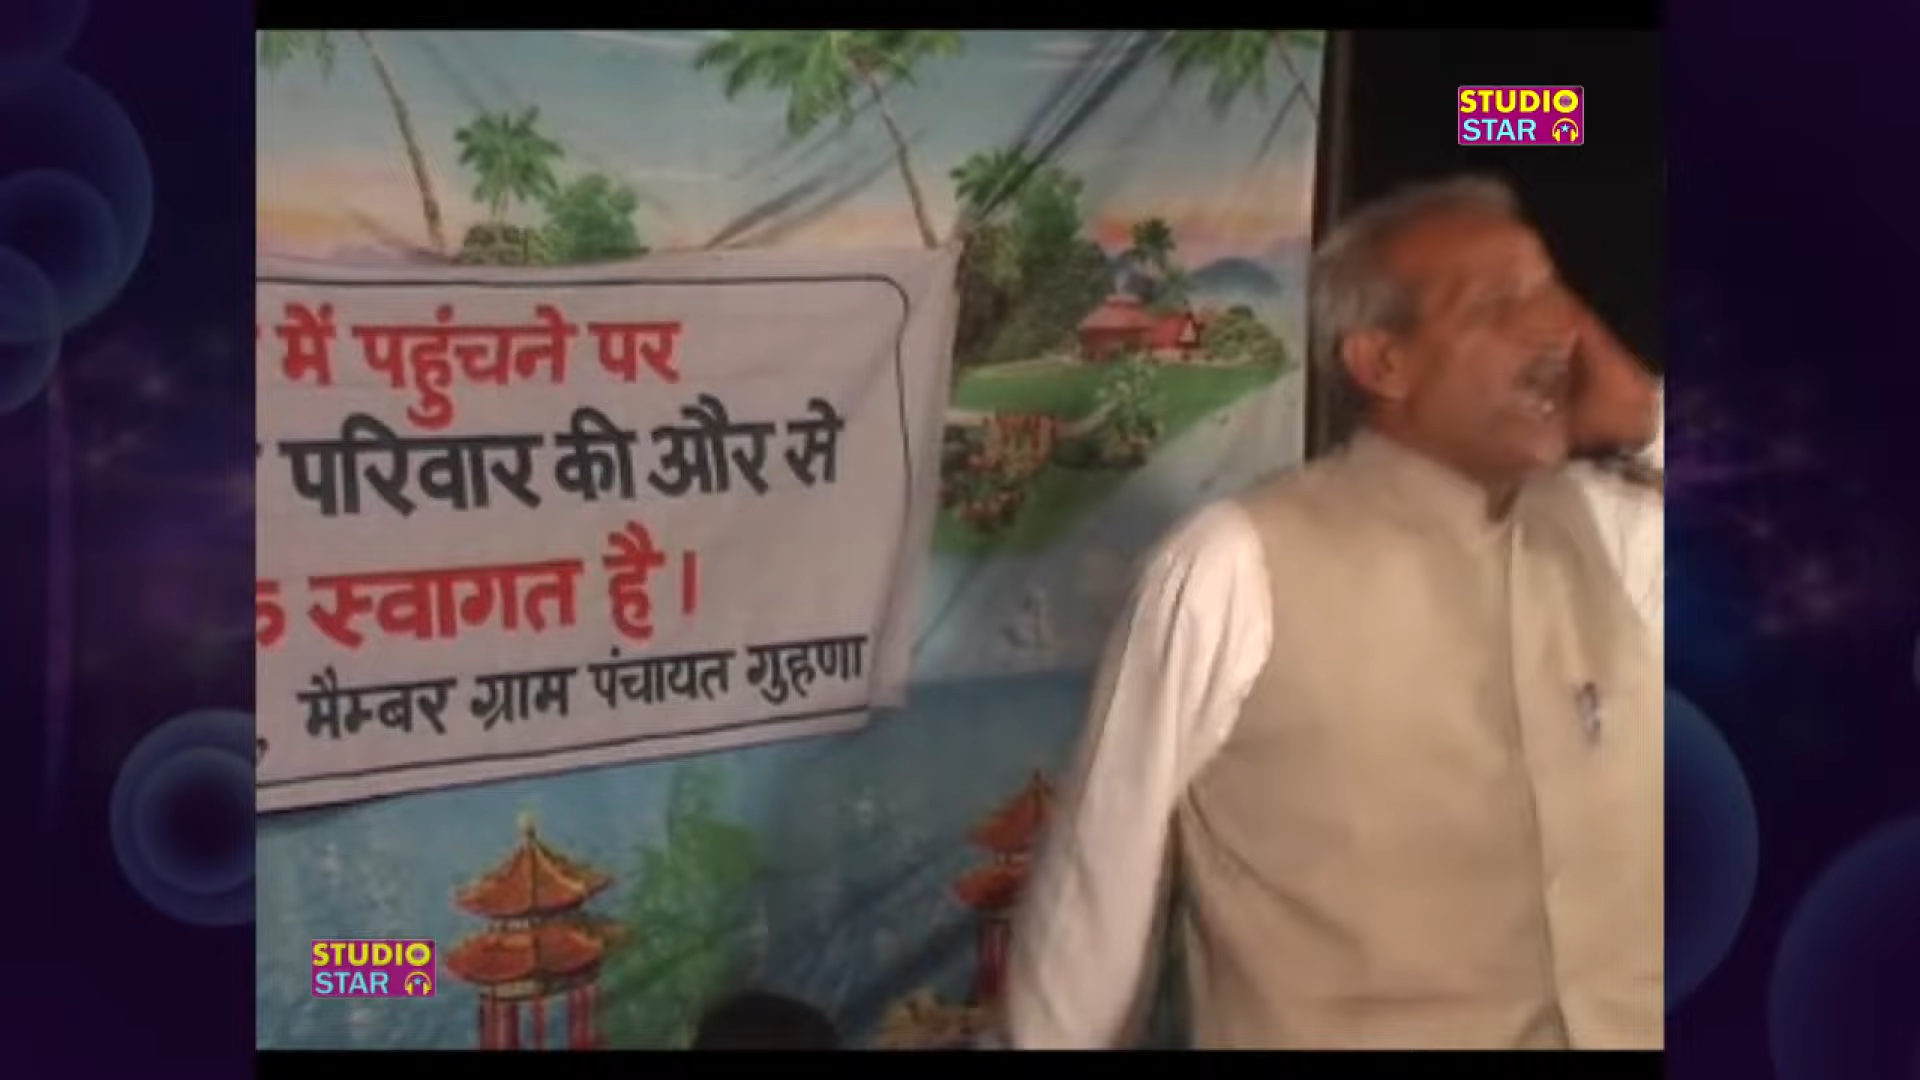 STUDIO
STAR
में पहुंचने पर
परिवार की और से
स्वागत है।
मैम्बर ग्राम पंचायत गुहणा
STUDIO
STAR